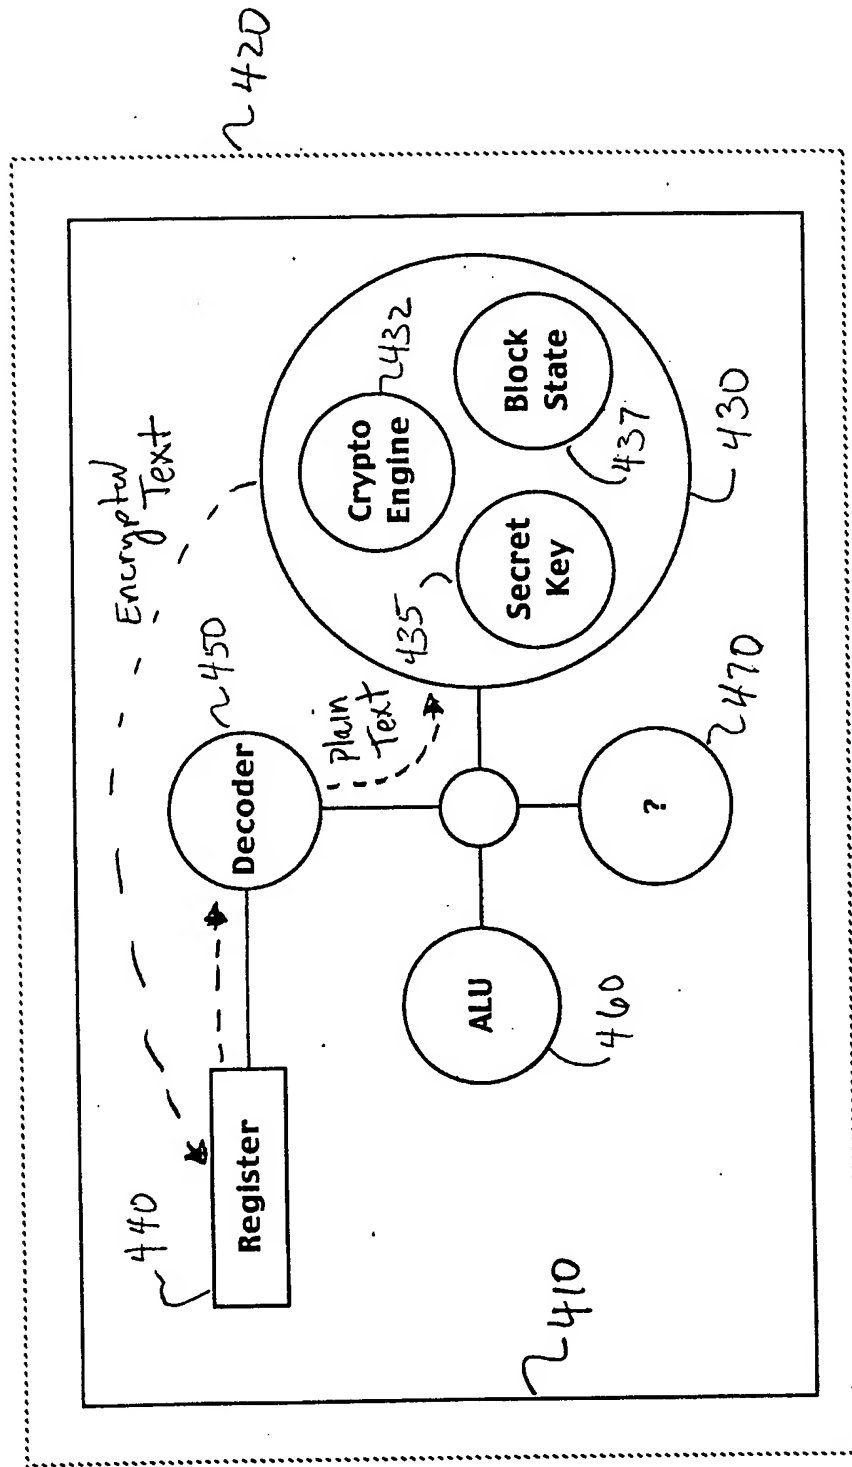 Encrypted
Text
440
450
420
Register
Decoder
Plain
Text
Crypto
Engine
432
435
ALU
Secret
Key
Block
State
410
460
437
?
470
430